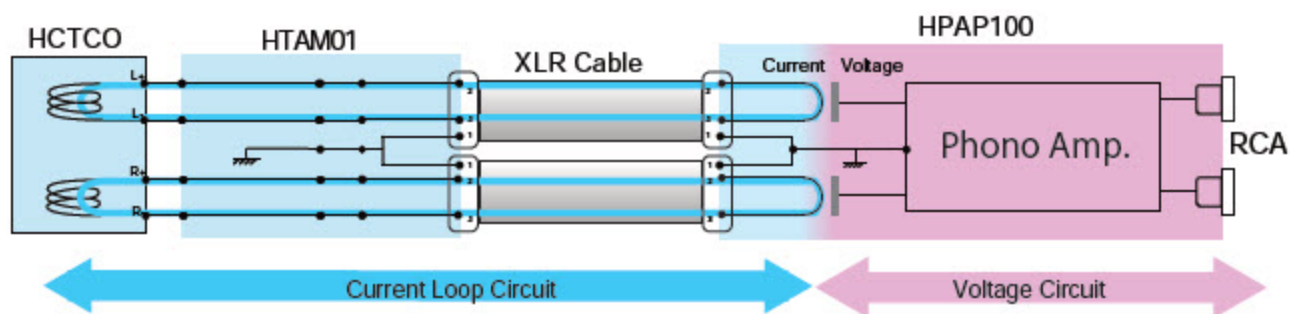 HCTCO
HTAM01
XLR Cable
HPAP100
Current Voltage
L+
L-
2
3
1
1
2
3
2
3
1
1
2
3
R+
R
Phono Amp.
RCA
Current Loop Circuit
Voltage Circuit